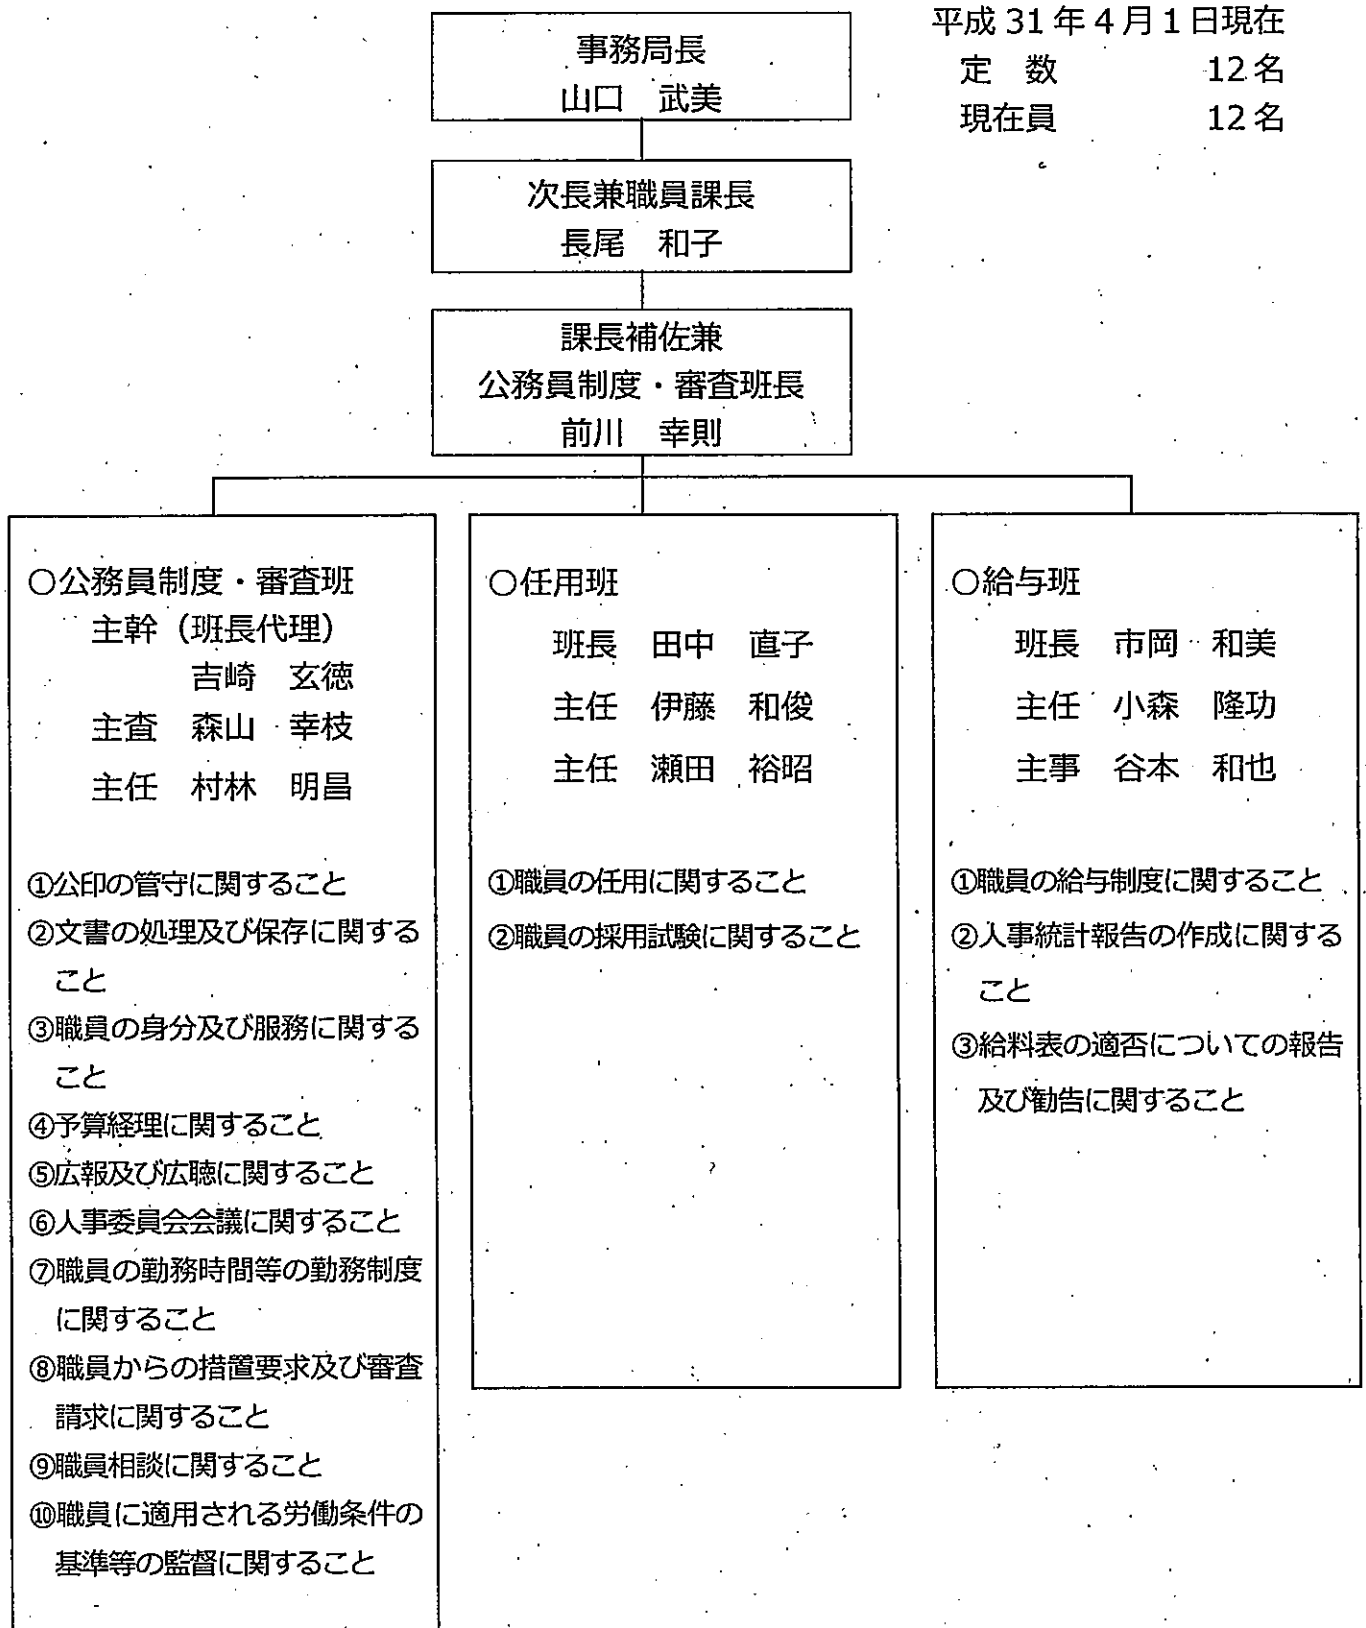 平成 31 年 4 月 1 日現在
定　数　12 名
現在員　12 名
事務局長
山口　武美
次長兼職員課長
長尾　和子
課長補佐兼
公務員制度・審査班長
前川　幸則
○公務員制度・審査班
主幹（班長代理）
吉崎　玄徳
主査　森山　幸枝
主任　村林　明昌
①公印の管守に関すること
②文書の処理及び保存に関する
こと
③職員の身分及び服務に関する
こと
④予算経理に関すること
⑤広報及び広聴に関すること
⑥人事委員会会議に関すること
⑦職員の勤務時間等の勤務制度
に関すること
⑧職員からの措置要求及び審査
請求に関すること
⑨職員相談に関すること
⑩職員に適用される労働条件の
基準等の監督に関すること
○任用班
班長　田中　直子
主任　伊藤　和俊
主任　瀬田　裕昭
①職員の任用に関すること
②職員の採用試験に関すること
○給与班
班長　市岡　和美
主任　小森　隆功
主事　谷本　和也
①職員の給与制度に関すること
②人事統計報告の作成に関する
こと
③給料表の適否についての報告
及び勧告に関すること